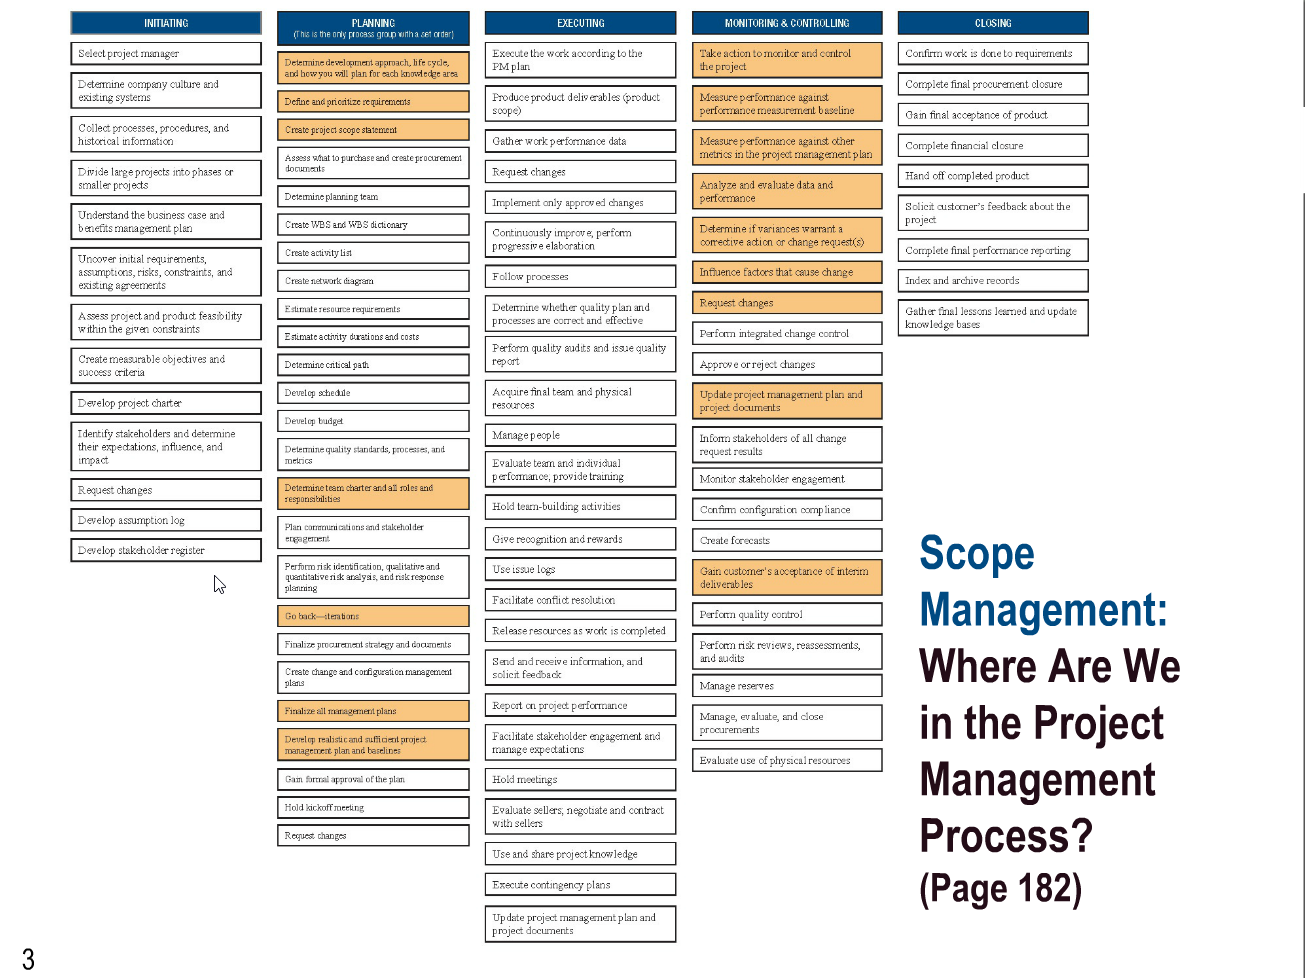 INITIATING
Select project manager
Determine company culture and
existing systems
Collect processes, procedures, and
historical information
Divide large projects into phases or
smaller projects
Understand the business case and
benefits management plan
Uncover initial requirements,
assumptions, risks, constraints, and
existing agreements
Assess project and product feasibility
within the given constraints
Create measurable objectives and
success criteria
Develop project charter
Identify stakeholders and determine
their expectations, influence, and
impact
Request changes
Develop assumption log
Develop stakeholder register
PLANNING
(This is the only process group with a set order)
Determine development approach, life cycle,
and how you will plan for each knowledge area
Define and prioritize requirements
Create project scope statement
Assess what to purchase and create procurement
documents
Determine planning team
Create WBS and WBS dictionary
Create activity list
Create network diagram
Estimate resource requirements
Estimate activity durations and costs
Determine critical path
Develop schedule
Develop budget
Determine quality standards, processes, and
metrics
Determine team charter and all roles and
responsibilities
Plan communications and stakeholder
engagement
Perform risk identification, qualitative and
quantitative risk analysis, and risk response
planning
Go back—iterations
Finalize procurement strategy and documents
Create change and configuration management
plans
Finalize all management plans
Develop realistic and sufficient project
management plan and baselines
Gain formal approval of the plan
Hold kickoff meeting
Request changes
EXECUTING
Execute the work according to the
PM plan
Produce product deliverables (product
scope)
Gather work performance data
Request changes
Implement only approved changes
Continuously improve; perform
progressive elaboration
Follow processes
Determine whether quality plan and
processes are correct and effective
Perform quality audits and issue quality
report
Acquire final team and physical
resources
Manage people
Evaluate team and individual
performance; provide training
Hold team-building activities
Give recognition and rewards
Use issue logs
Facilitate conflict resolution
Release resources as work is completed
Send and receive information, and
solicit feedback
Report on project performance
Facilitate stakeholder engagement and
manage expectations
Hold meetings
Evaluate sellers; negotiate and contract
with sellers
Use and share project knowledge
Execute contingency plans
Update project management plan and
project documents
MONITORING & CONTROLLING
Take action to monitor and control
the project
Measure performance against
performance measurement baseline
Measure performance against other
metrics in the project management plan
Analyze and evaluate data and
performance
Determine if variances warrant a
corrective action or change request(s)
Influence factors that cause change
Request changes
Perform integrated change control
Approve or reject changes
Update project management plan and
project documents
Inform stakeholders of all change
request results
Monitor stakeholder engagement
Confirm configuration compliance
Create forecasts
Gain customer's acceptance of interim
deliverables
Perform quality control
Perform risk reviews, reassessments,
and audits
Manage reserves
Manage, evaluate, and close
procurements
Evaluate use of physical resources
CLOSING
Confirm work is done to requirements
Complete final procurement closure
Gain final acceptance of product
Complete financial closure
Hand off completed product
Solicit customer's feedback about the
project
Complete final performance reporting
Index and archive records
Gather final lessons learned and update
knowledge bases
Scope
Management:
Where Are We
in the Project
Management
Process?
(Page 182)
3